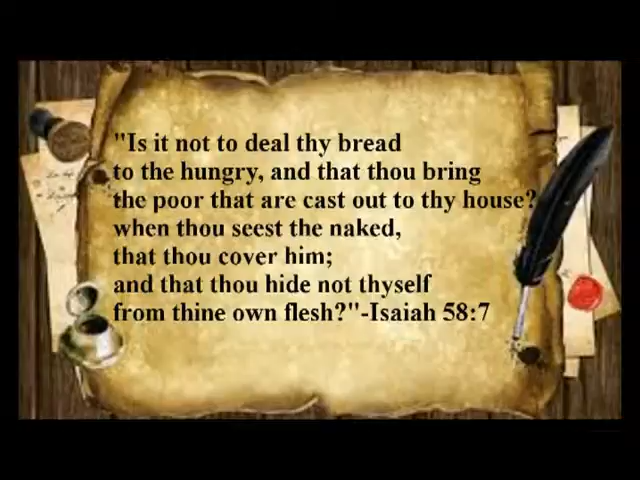 "Is it not to deal thy bread
to the hungry, and that thou bring
the poor that are cast out to thy house?
when thou seest the naked,
that thou cover him;
and that thou hide not thyself
from thine own flesh?"-Isaiah 58:7